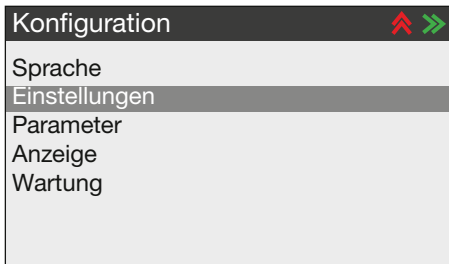 Konfiguration
Sprache
Einstellungen
Parameter
Anzeige
Wartung